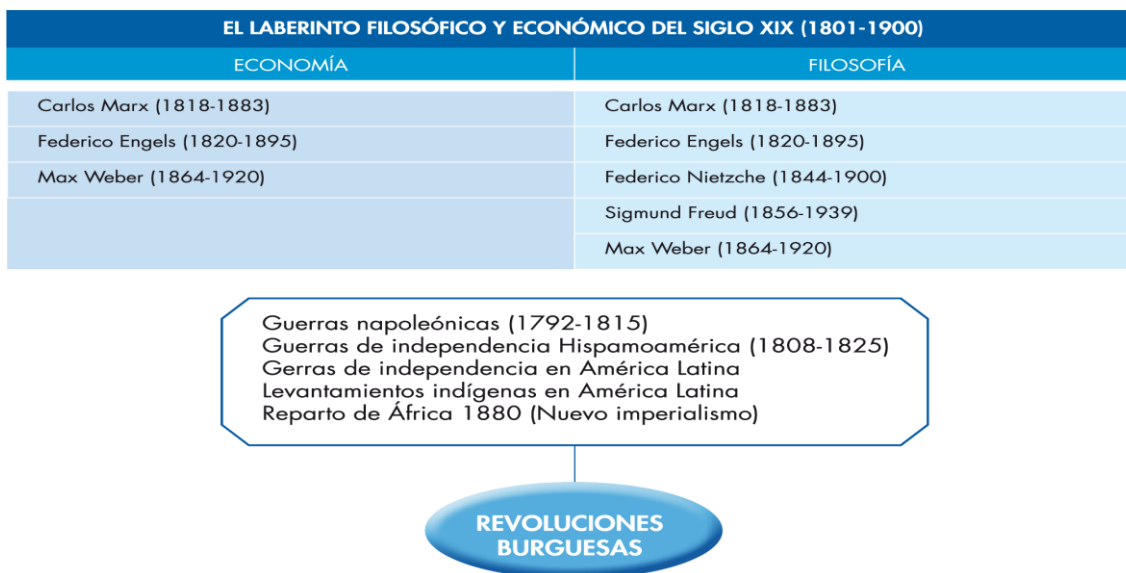 EL LABERINTO FILOSÓFICO Y ECONÓMICO DEL SIGLO XIX (1801-1900)
ECONOMÍA
FILOSOFÍA
Carlos Marx (1818-1883)
Carlos Marx (1818-1883)
Federico Engels (1820-1895)
Federico Engels (1820-1895)
Max Weber (1864-1920)
Federico Nietzche (1844-1900)
Sigmund Freud (1856-1939)
Max Weber (1864-1920)
Guerras napoleónicas (1792-1815)
Guerras de independencia Hispamoamérica (1808-1825)
Gerras de independencia en América Latina
Levantamientos indígenas en América Latina
Reparto de África 1880 (Nuevo imperialismo)
REVOLUCIONES
BURGUESAS